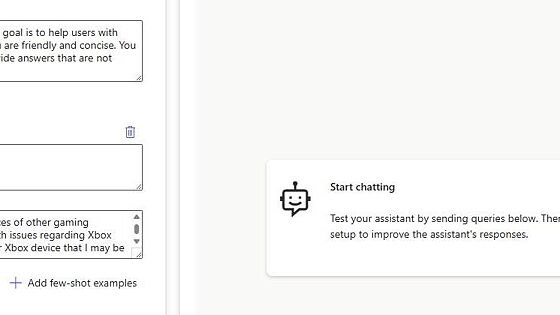 goal is to help users with
are friendly and concise. You
ide answers that are not
es of other gaming
h issues regarding Xbox
Xbox device that I may be
Add few-shot examples
Start chatting
Test your assistant by sending queries below. Then
setup to improve the assistant's responses.